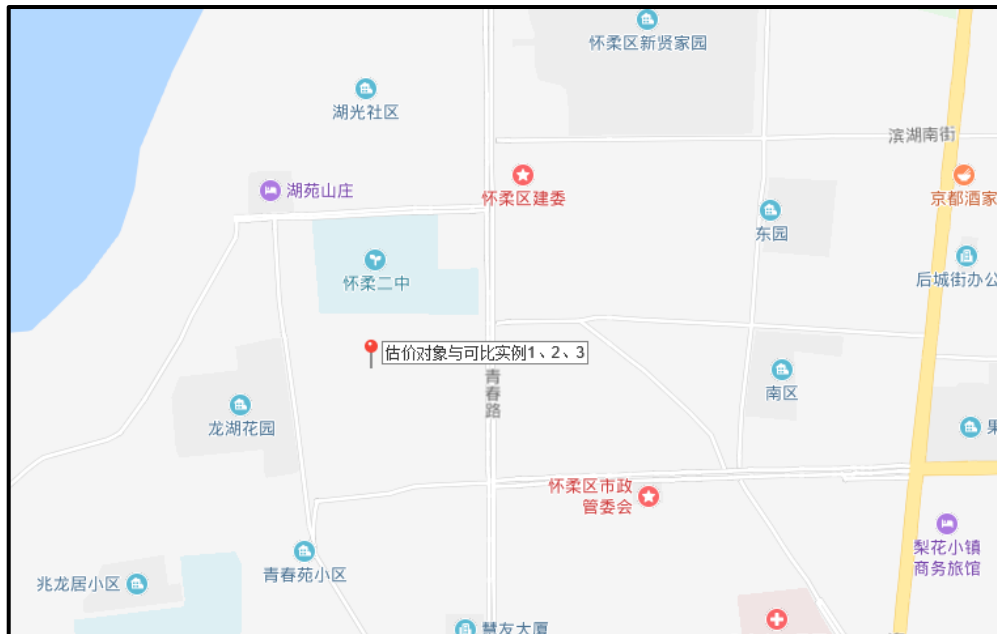 怀柔区新贤家园
湖光社区
滨湖南街
湖苑山庄
怀柔区建委
京都酒家
东园
怀柔二中
后城街办公
估价对象与可比实例1、2、3
青春路
南区
龙湖花园
果
怀柔区市政
管委会
梨花小镇
商务旅馆
青春苑小区
兆龙居小区
慧友大厦